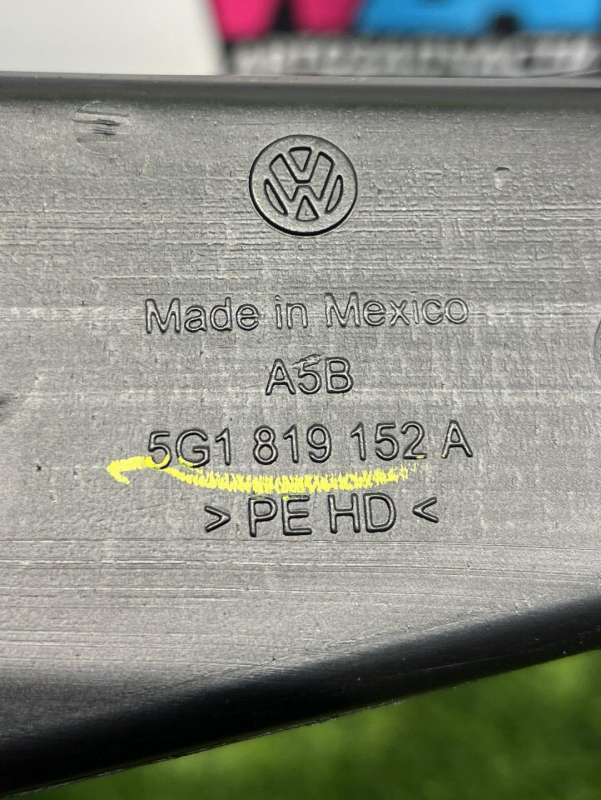 Made in Mexico
A5B
5G1 819 152 A
> PE HD <